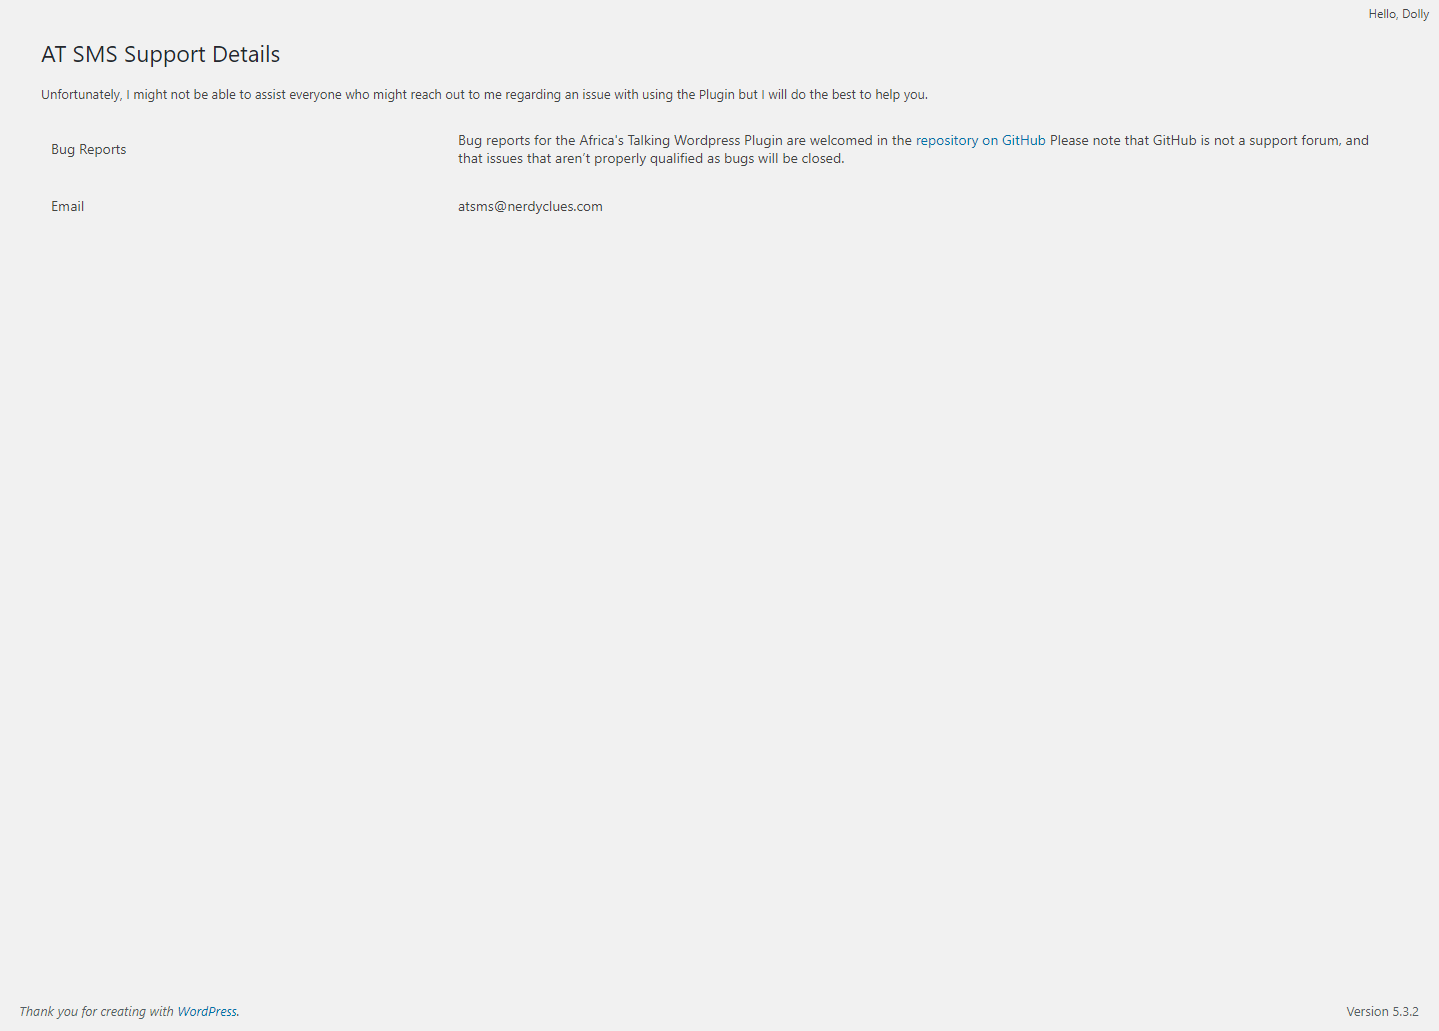 Hello, Dolly
AT SMS Support Details
Unfortunately, I might not be able to assist everyone who might reach out to me regarding an issue with using the Plugin but I will do the best to help you.
Bug Reports
Bug reports for the Africa's Talking Wordpress Plugin are welcomed in the repository on GitHub Please note that GitHub is not a support forum, and
that issues that aren’t properly qualified as bugs will be closed.
Email
atsms@nerdyclues.com
Thank you for creating with WordPress.
Version 5.3.2